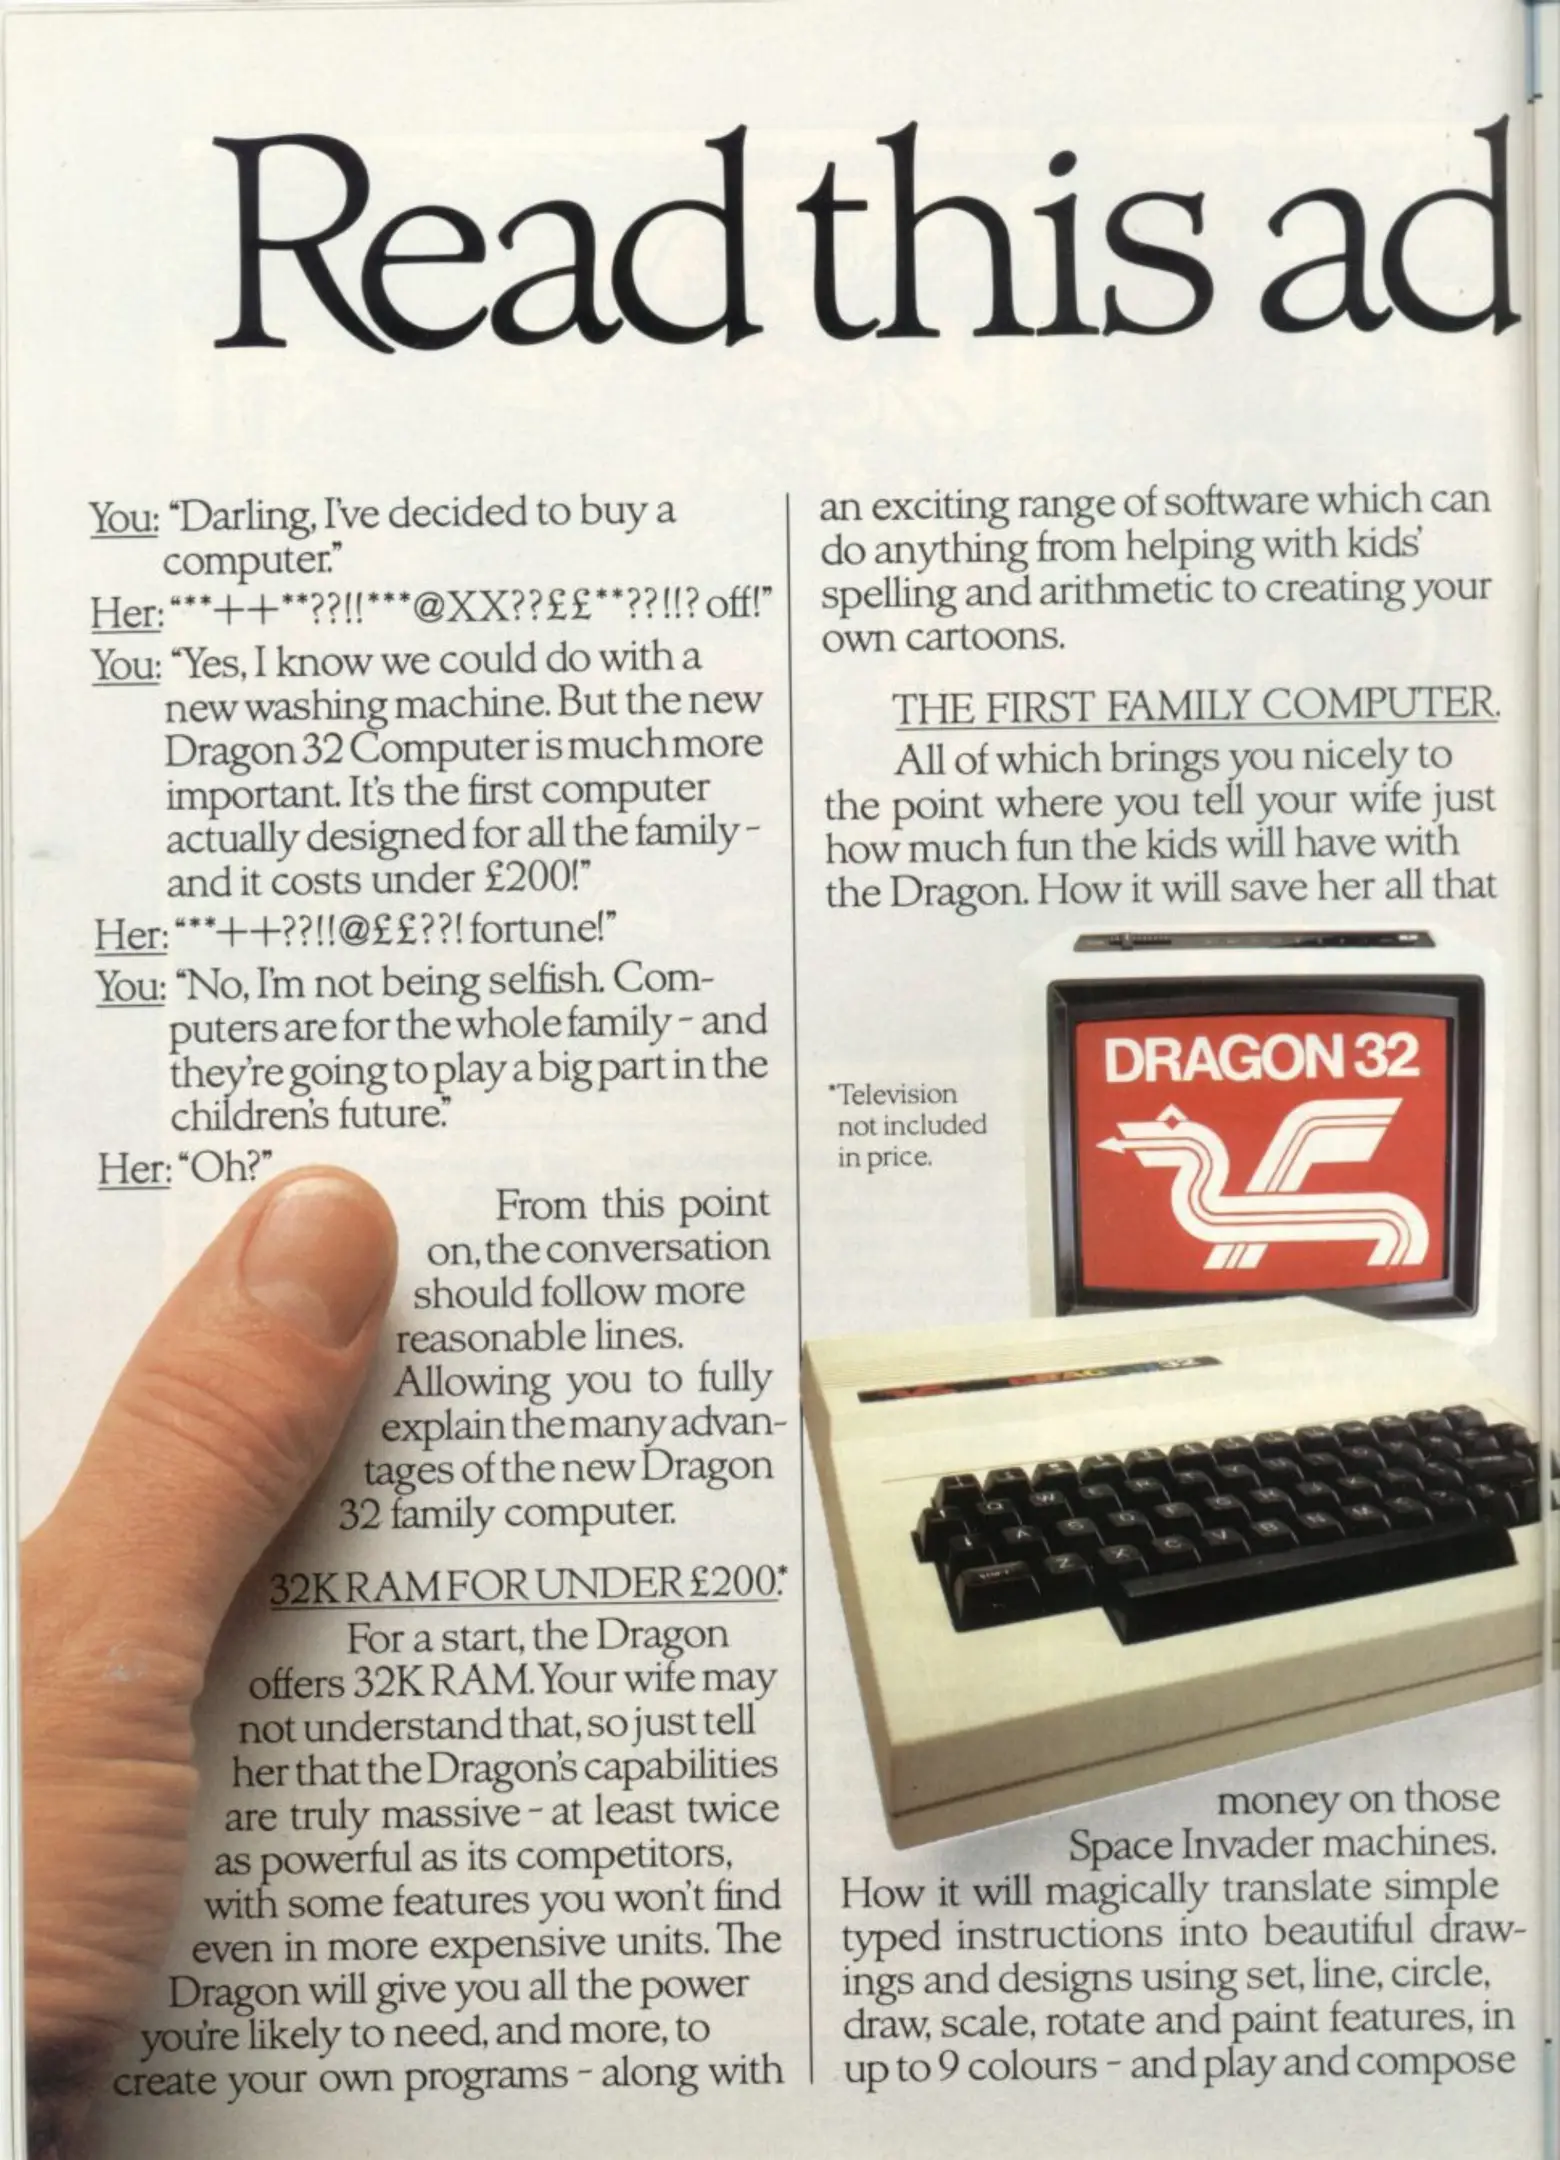 Read this ad
You: “Darling, I've decided to buy a
computer.”
Her: “***++**??!!***@XX??££**??!!? off!”
You: “Yes, I know we could do with a
new washing machine. But the new
Dragon 32 Computer is much more
important. It's the first computer
actually designed for all the family –
and it costs under £200!”
Her: “***++??!!@££??! fortune!”
You: “No, I'm not being selfish. Com-
puters are for the whole family – and
they're going to play a big part in the
children's future.”
Her: “Oh?”
From this point
on, the conversation
should follow more
reasonable lines.
Allowing you to fully
explain the many advan-
tages of the new Dragon
32 family computer.
32K RAM FOR UNDER £200.*
For a start, the Dragon
offers 32K RAM. Your wife may
not understand that, so just tell
her that the Dragon's capabilities
are truly massive – at least twice
as powerful as its competitors,
with some features you won't find
even in more expensive units. The
Dragon will give you all the power
you're likely to need, and more, to
create your own programs – along with
an exciting range of software which can
do anything from helping with kids'
spelling and arithmetic to creating your
own cartoons.
THE FIRST FAMILY COMPUTER.
All of which brings you nicely to
the point where you tell your wife just
how much fun the kids will have with
the Dragon. How it will save her all that
DRAGON 32
*Television
not included
in price.
32
Q W
A S D
Z X C V B N M
money on those
Space Invader machines.
How it will magically translate simple
typed instructions into beautiful draw-
ings and designs using set, line, circle,
draw, scale, rotate and paint features, in
up to 9 colours – and play and compose